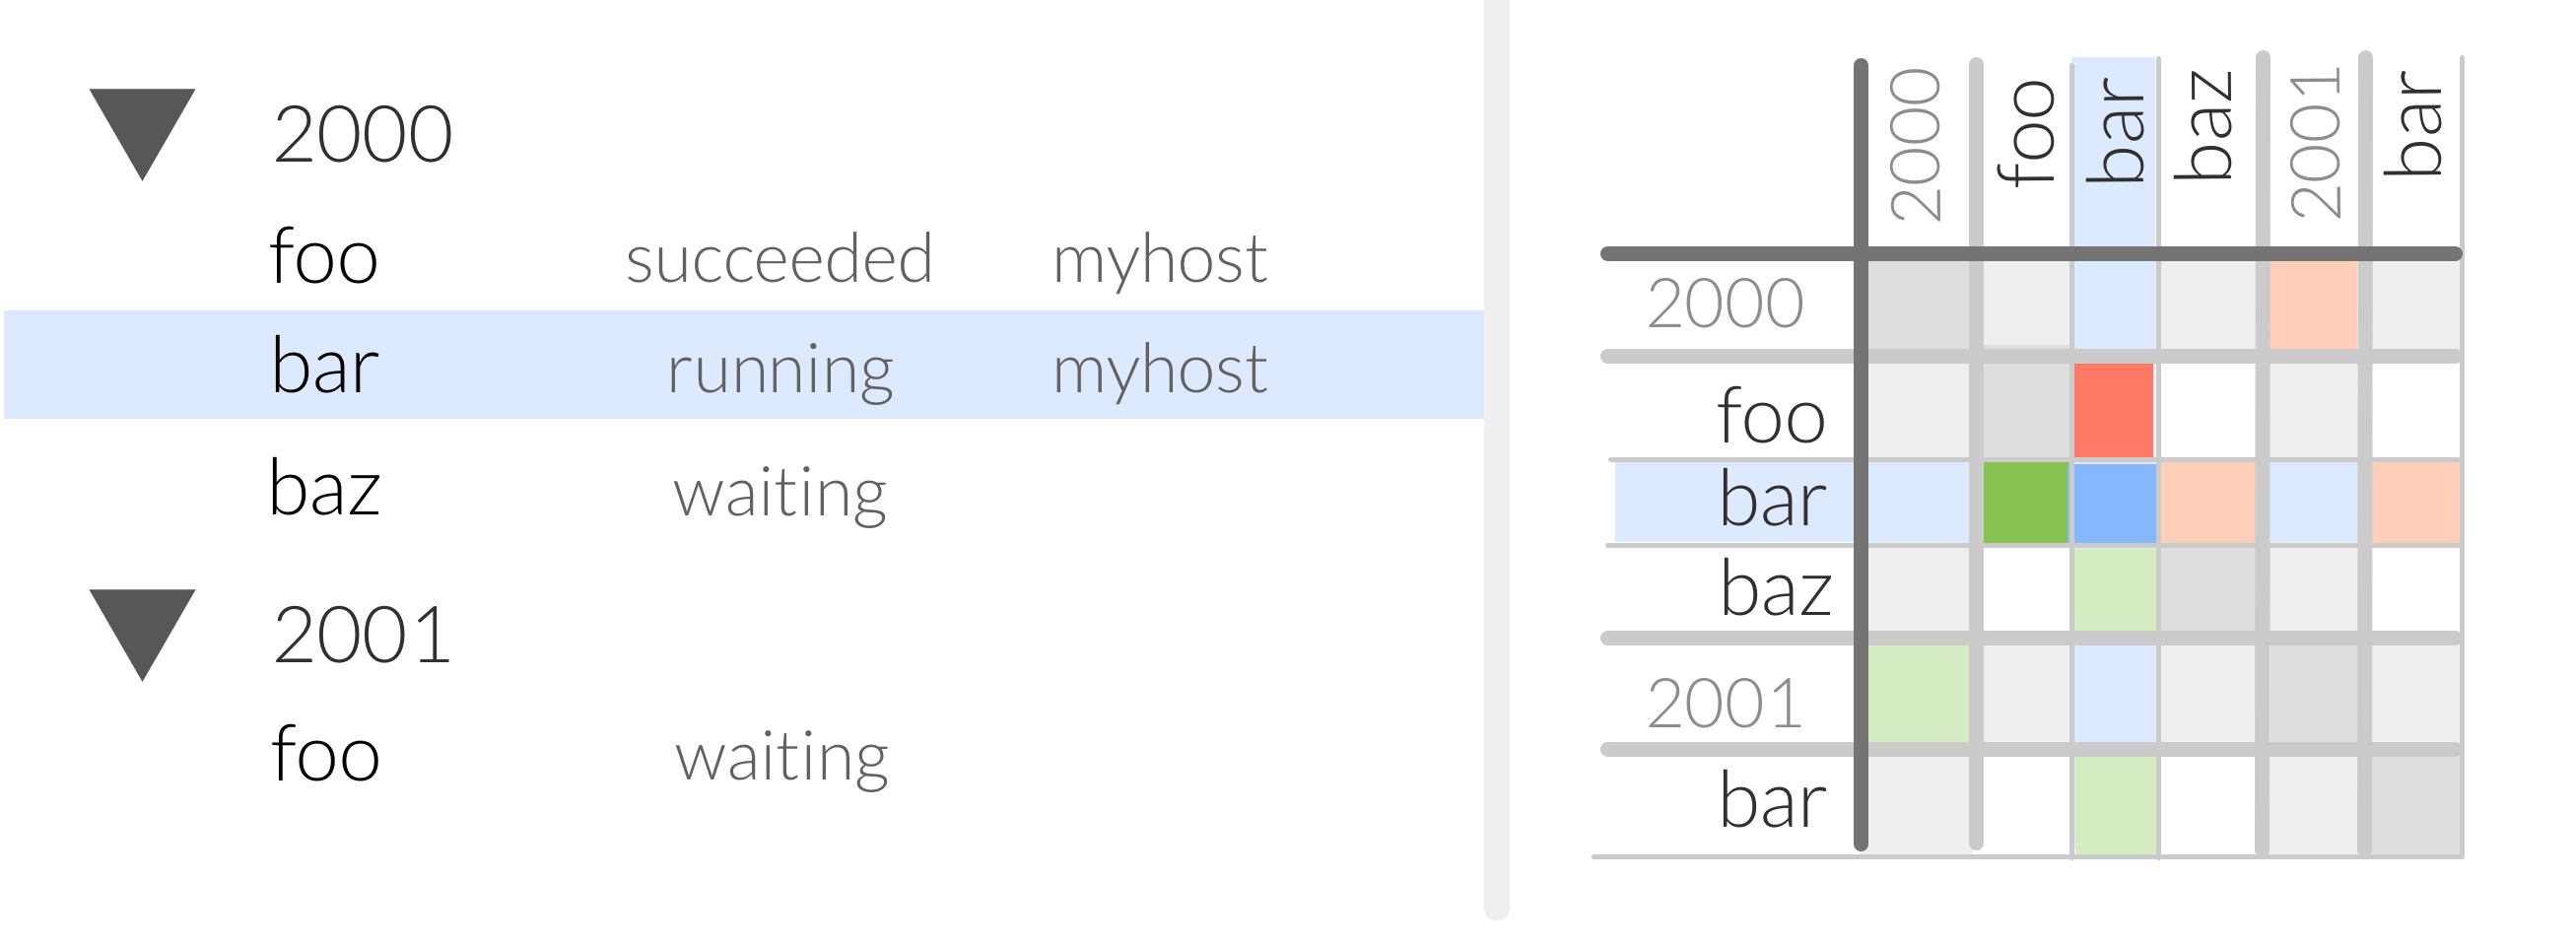 2000
foo succeeded myhost
bar running myhost
baz waiting
2001
foo waiting
2000 foo bar baz 2001 bar
2000
foo
bar
baz
2001
bar